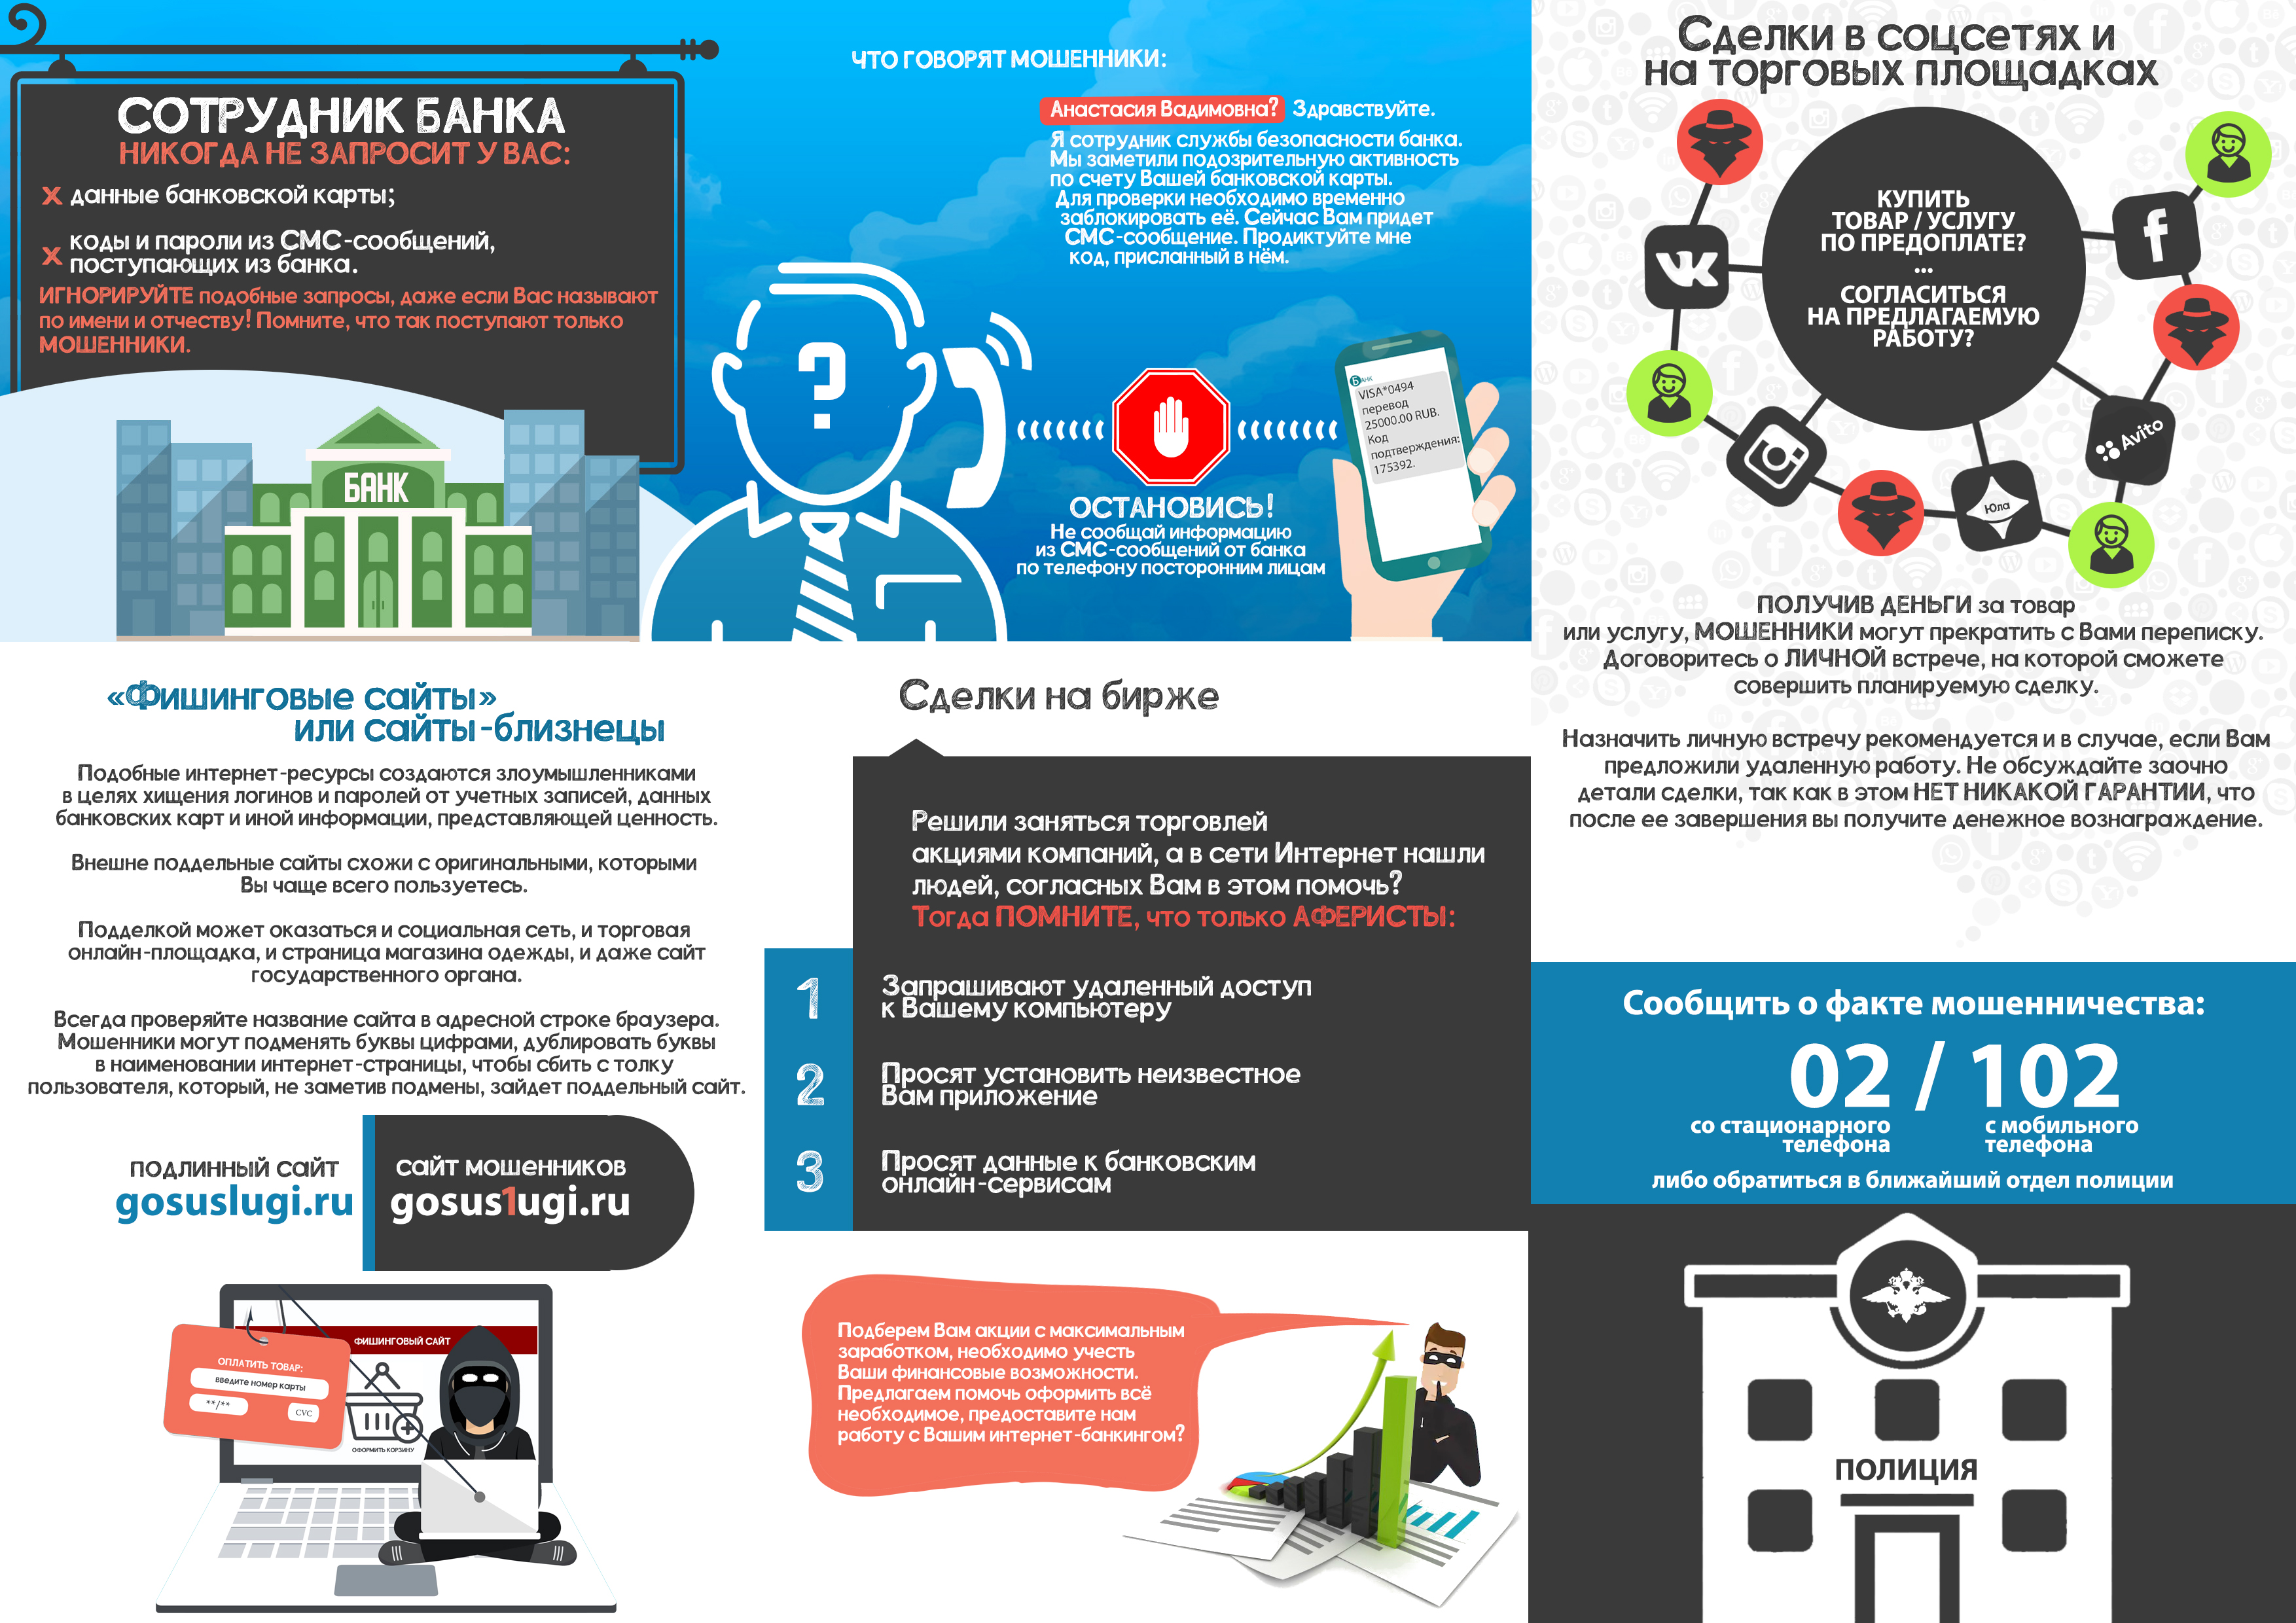 СОТРУДНИК БАНКА
НИКОГДА НЕ ЗАПРОСИТ У ВАС:
X данные банковской карты;
X коды и пароли из СМС-сообщений,
поступающих из банка.
ИГНОРИРУЙТЕ подобные запросы, даже если Вас называют
по имени и отчеству! Помните, что так поступают только
МОШЕННИКИ.
БАНК
ЧТО ГОВОРЯТ МОШЕННИКИ:
Анастасия Вадимовна? Здравствуйте.
Я сотрудник службы безопасности банка.
Мы заметили подозрительную активность
по счету Вашей банковской карты.
Для проверки необходимо временно
заблокировать её. Сейчас Вам придет
СМС-сообщение. Продиктуйте мне
код, присланный в нём.
?
Банк
VISA*0494
перевод
25000.00 RUB.
Код
подтверждения:
175392.
ОСТАНОВИСЬ!
Не сообщай информацию
из СМС-сообщений от банка
по телефону посторонним лицам
Сделки в соцсетях и
на торговых площадках
КУПИТЬ
ТОВАР / УСЛУГУ
ПО ПРЕДОПЛАТЕ?
...
СОГЛАСИТЬСЯ
НА ПРЕДЛАГАЕМУЮ
РАБОТУ?
VK
f
Avito
Юла
ПОЛУЧИВ ДЕНЬГИ за товар
или услугу, МОШЕННИКИ могут прекратить с Вами переписку.
Договоритесь о ЛИЧНОЙ встрече, на которой сможете
совершить планируемую сделку.
Назначить личную встречу рекомендуется и в случае, если Вам
предложили удаленную работу. Не обсуждайте заочно
детали сделки, так как в этом НЕТ НИКАКОЙ ГАРАНТИИ, что
после ее завершения вы получите денежное вознаграждение.
«Фишинговые сайты»
или сайты-близнецы
Подобные интернет-ресурсы создаются злоумышленниками
в целях хищения логинов и паролей от учетных записей, данных
банковских карт и иной информации, представляющей ценность.
Внешне поддельные сайты схожи с оригинальными, которыми
Вы чаще всего пользуетесь.
Подделкой может оказаться и социальная сеть, и торговая
онлайн-площадка, и страница магазина одежды, и даже сайт
государственного органа.
Всегда проверяйте название сайта в адресной строке браузера.
Мошенники могут подменять буквы цифрами, дублировать буквы
в наименовании интернет-страницы, чтобы сбить с толку
пользователя, который, не заметив подмены, зайдет поддельный сайт.
подлинный сайт
gosuslugi.ru
сайт мошенников
gosus1ugi.ru
ФИШИНГОВЫЙ САЙТ
ОПЛАТИТЬ ТОВАР:
введите номер карты
**/**
CVC
ОФОРМИТЬ КОРЗИНУ
Сделки на бирже
Решили заняться торговлей
акциями компаний, а в сети Интернет нашли
людей, согласных Вам в этом помочь?
Тогда ПОМНИТЕ, что только АФЕРИСТЫ:
1 Запрашивают удаленный доступ
к Вашему компьютеру
2 Просят установить неизвестное
Вам приложение
3 Просят данные к банковским
онлайн-сервисам
Подберем Вам акции с максимальным
заработком, необходимо учесть
Ваши финансовые возможности.
Предлагаем помочь оформить всё
необходимое, предоставите нам
работу с Вашим интернет-банкингом?
Сообщить о факте мошенничества:
02 / 102
со стационарного
телефона
с мобильного
телефона
либо обратиться в ближайший отдел полиции
ПОЛИЦИЯ